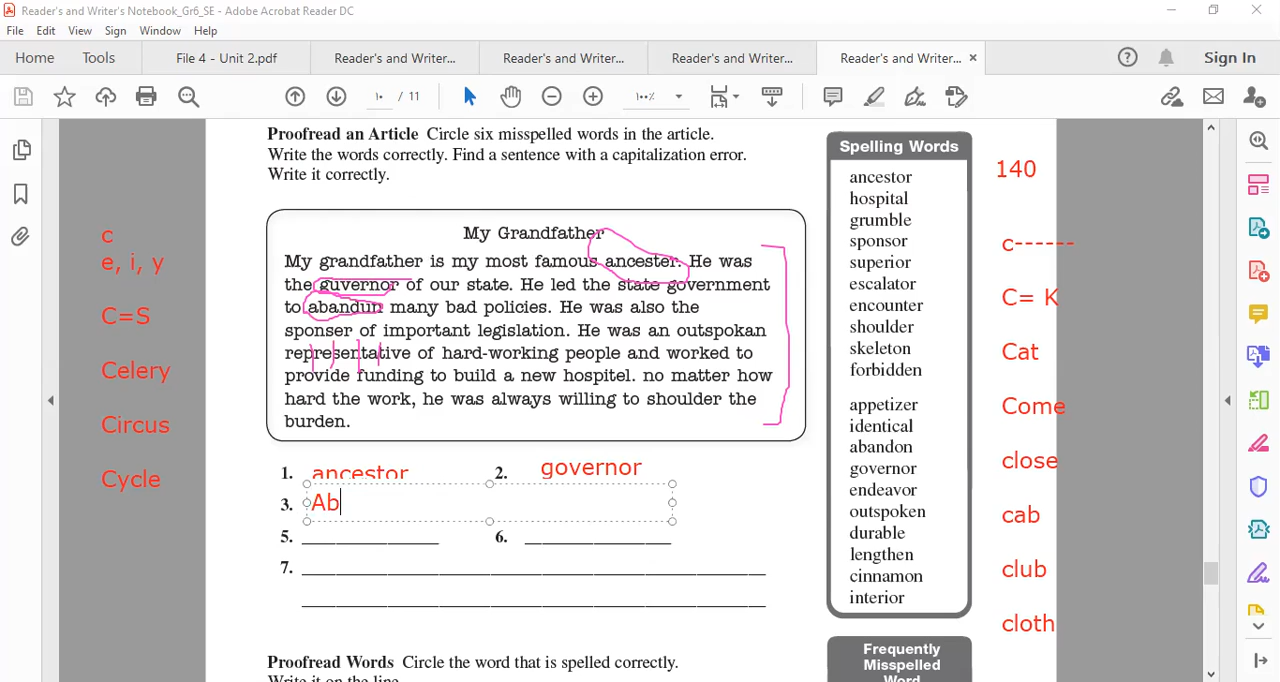 Reader's and Writer's Notebook_Gr6_SE - Adobe Acrobat Reader DC
File Edit View Sign Window Help
Home Tools File 4 - Unit 2.pdf Reader's and Writer... Reader's and Writer... Reader's and Writer... Reader's and Writer... × Sign In
١٠ / 11 ١٠٠٪
Proofread an Article Circle six misspelled words in the article.
Write the words correctly. Find a sentence with a capitalization error.
Write it correctly.
My Grandfather
My grandfather is my most famous ancester. He was
the guvernor of our state. He led the state government
to abandun many bad policies. He was also the
sponser of important legislation. He was an outspokan
representative of hard-working people and worked to
provide funding to build a new hospitel. no matter how
hard the work, he was always willing to shoulder the
burden.
1. ancestor 2. governor
3. Ab
5. 6.
7.
Proofread Words Circle the word that is spelled correctly.
Write it on the line.
Spelling Words
ancestor
hospital
grumble
sponsor
superior
escalator
encounter
shoulder
skeleton
forbidden
appetizer
identical
abandon
governor
endeavor
outspoken
durable
lengthen
cinnamon
interior
Frequently
Misspelled
Word
c
e, i, y
C=S
Celery
Circus
Cycle
140
c------
C= K
Cat
Come
close
cab
club
cloth